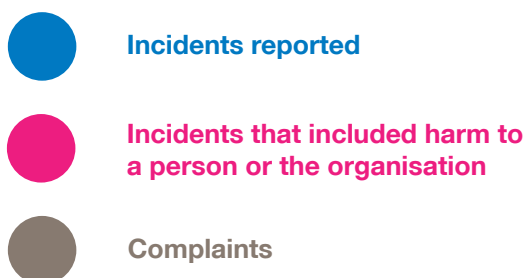 Incidents reported
Incidents that included harm to
a person or the organisation
Complaints